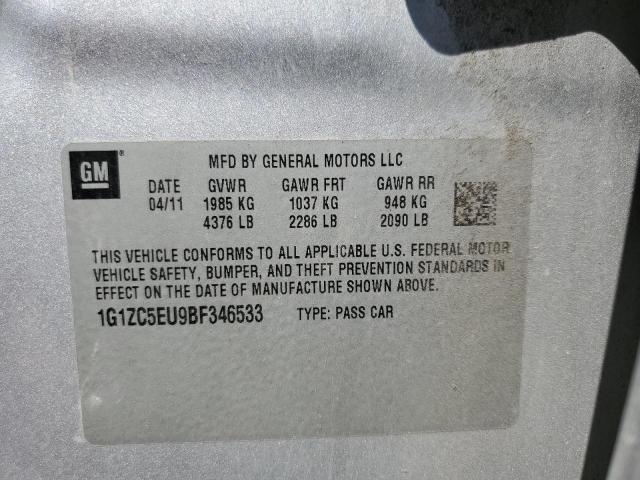 GM®
MFD BY GENERAL MOTORS LLC
DATE GVWR GAWR FRT GAWR RR
04/11 1985 KG 1037 KG 948 KG
4376 LB 2286 LB 2090 LB
THIS VEHICLE CONFORMS TO ALL APPLICABLE U.S. FEDERAL MOTOR
VEHICLE SAFETY, BUMPER, AND THEFT PREVENTION STANDARDS IN
EFFECT ON THE DATE OF MANUFACTURE SHOWN ABOVE.
1G1ZC5EU9BF346533 TYPE: PASS CAR